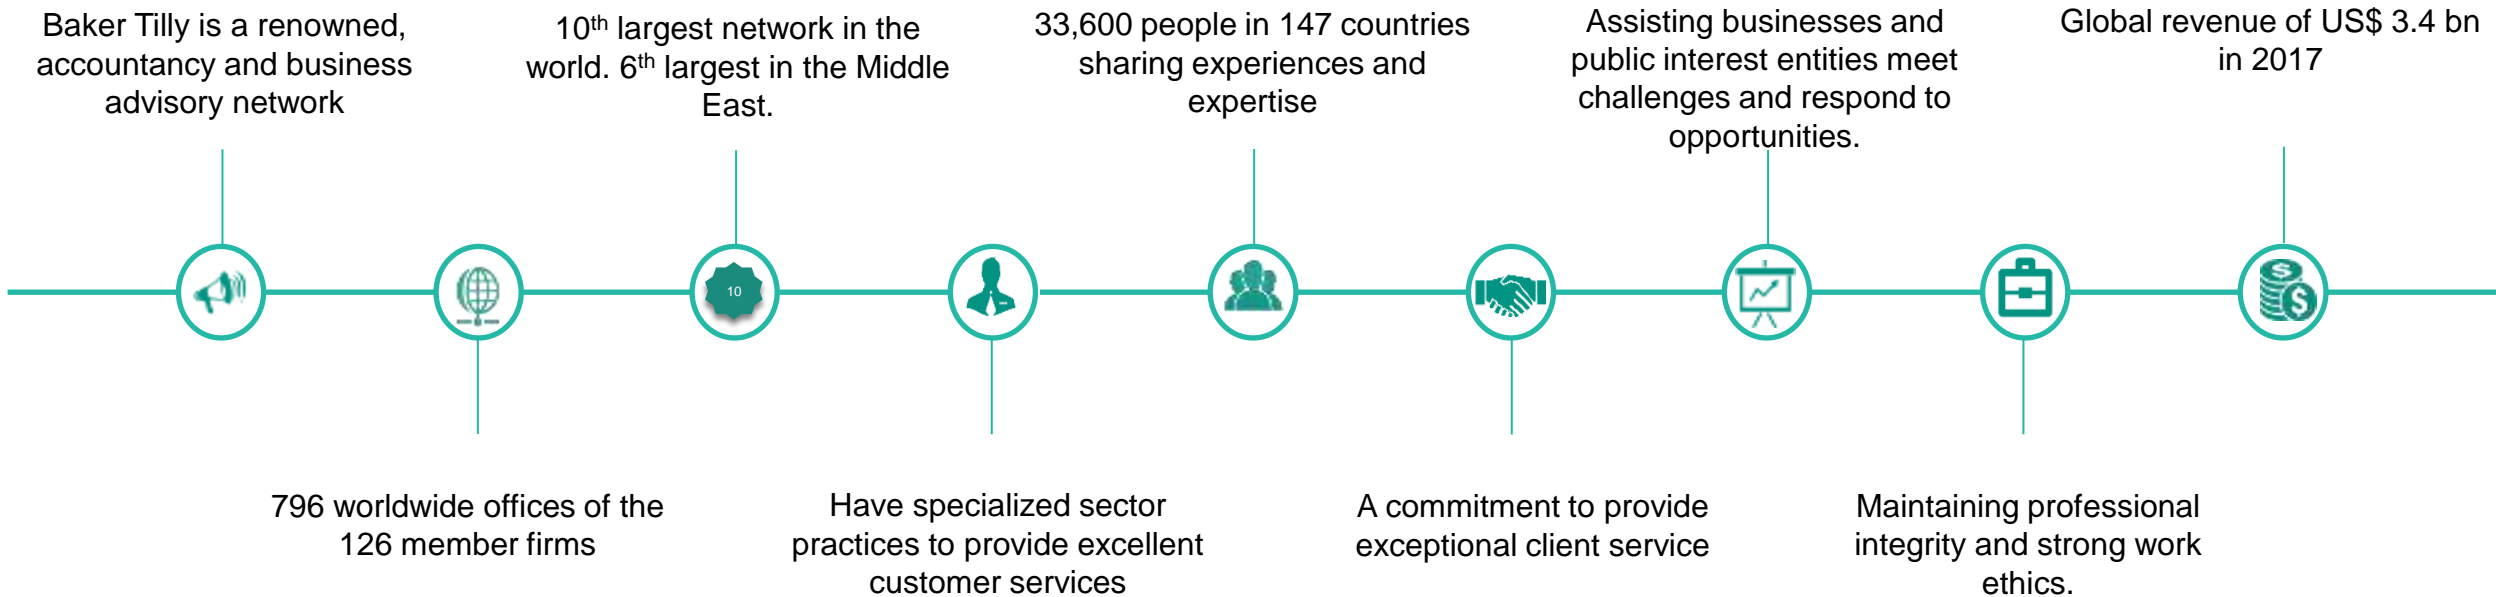 Baker Tilly is a renowned,
accountancy and business
advisory network
10th largest network in the
world. 6th largest in the Middle
East.
33,600 people in 147 countries
sharing experiences and
expertise
Assisting businesses and
public interest entities meet
challenges and respond to
opportunities.
Global revenue of US$ 3.4 bn
in 2017
10
$
$
796 worldwide offices of the
126 member firms
Have specialized sector
practices to provide excellent
customer services
A commitment to provide
exceptional client service
Maintaining professional
integrity and strong work
ethics.